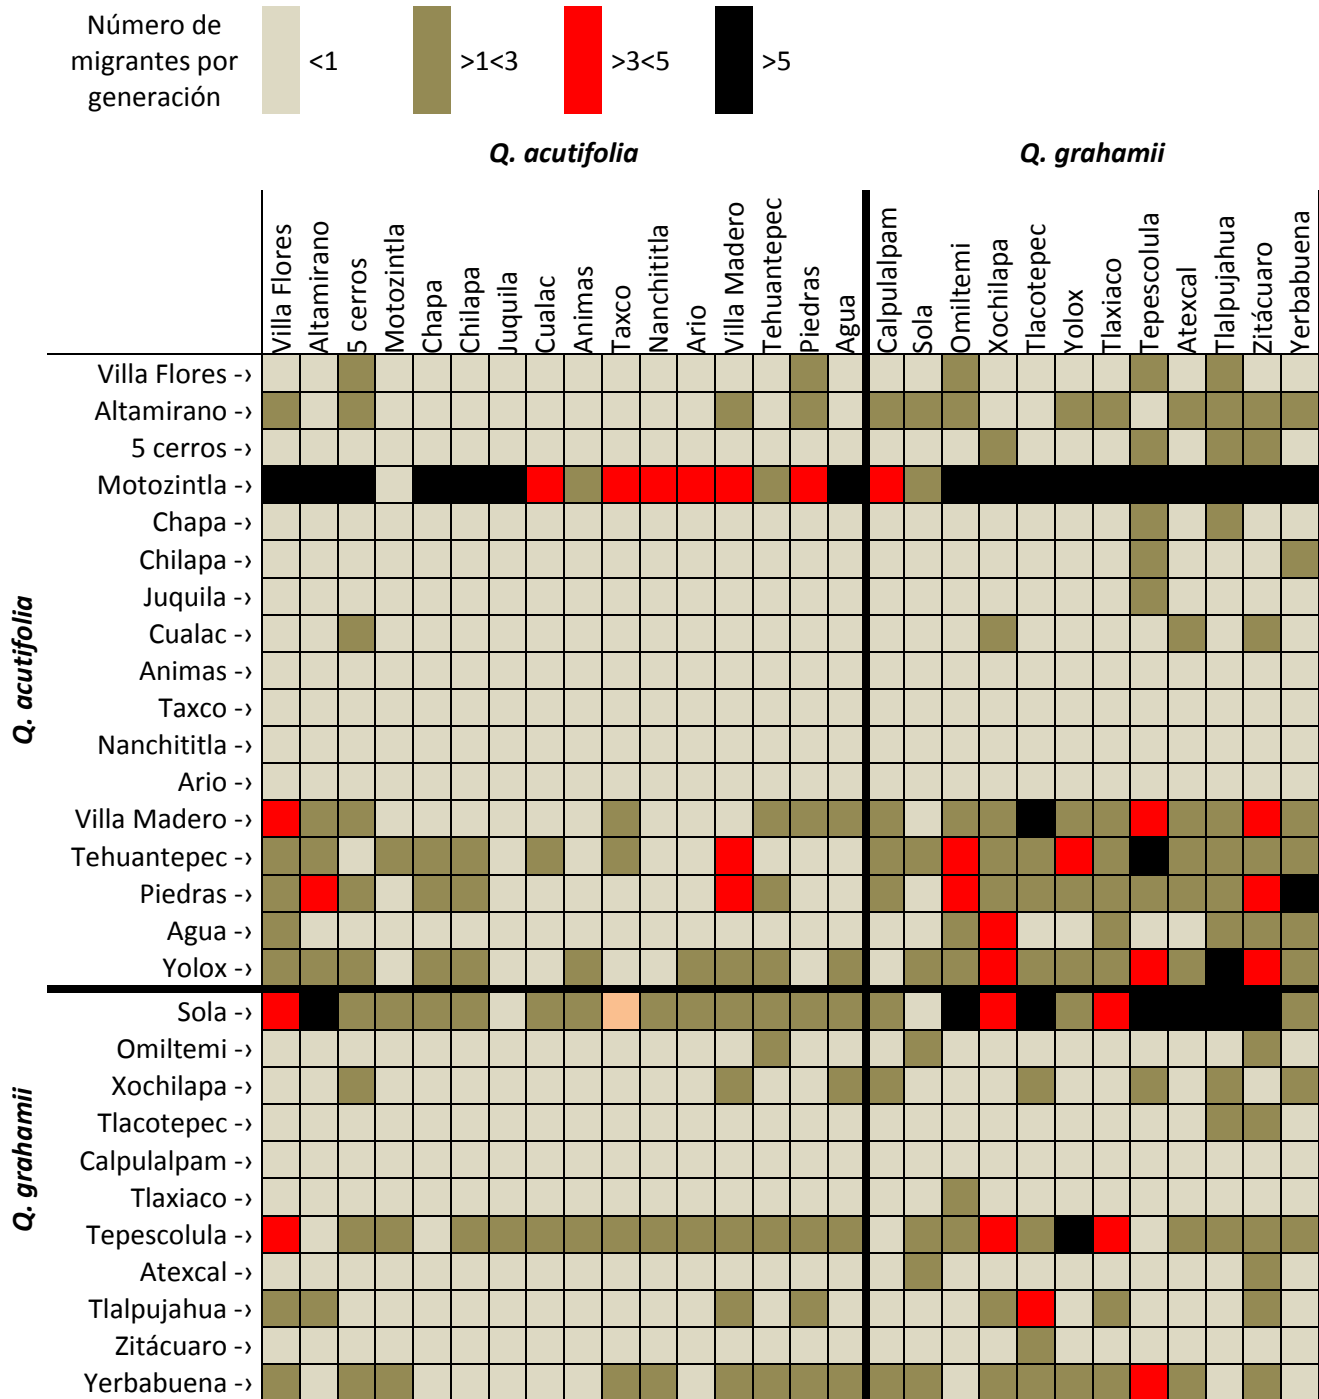 Número de
migrantes por
generación
<1
>1<3
>3<5
>5
Q. acutifolia
Q. grahamii
Villa Flores
Altamirano
5 cerros
Motozintla
Chapa
Chilapa
Juquila
Cualac
Animas
Taxco
Nanchititla
Ario
Villa Madero
Tehuantepec
Piedras
Agua
Calpulalpam
Sola
Omiltemi
Xochilapa
Tlacotepec
Yolox
Tlaxiaco
Tepescolula
Atexcal
Tlalpujahua
Zitácuaro
Yerbabuena
Q. acutifolia
Villa Flores -›
Altamirano -›
5 cerros -›
Motozintla -›
Chapa -›
Chilapa -›
Juquila -›
Cualac -›
Animas -›
Taxco -›
Nanchititla -›
Ario -›
Villa Madero -›
Tehuantepec -›
Piedras -›
Agua -›
Yolox -›
Q. grahamii
Sola -›
Omiltemi -›
Xochilapa -›
Tlacotepec -›
Calpulalpam -›
Tlaxiaco -›
Tepescolula -›
Atexcal -›
Tlalpujahua -›
Zitácuaro -›
Yerbabuena -›